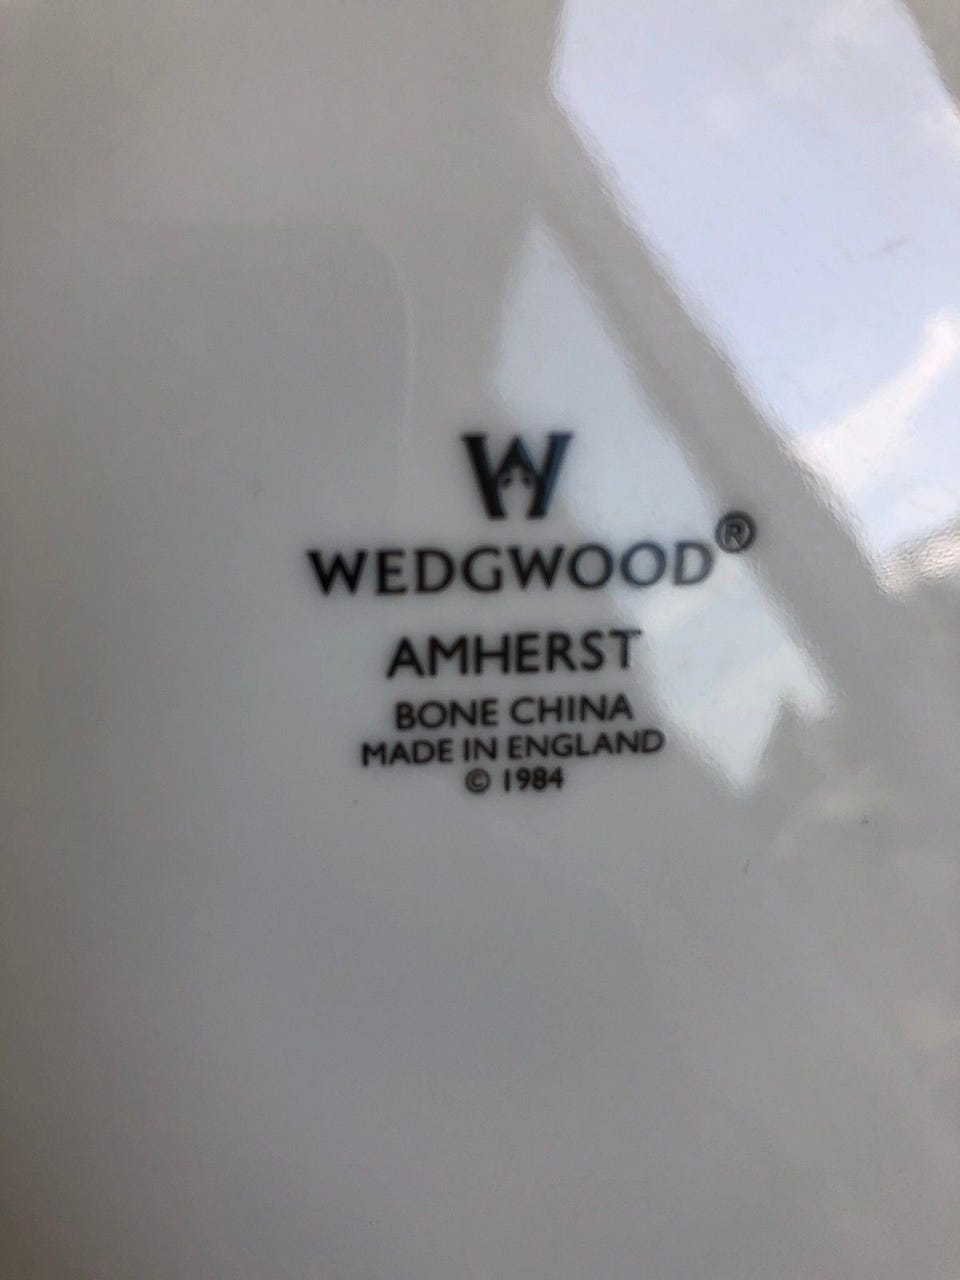 W
WEDGWOOD®
AMHERST
BONE CHINA
MADE IN ENGLAND
© 1984